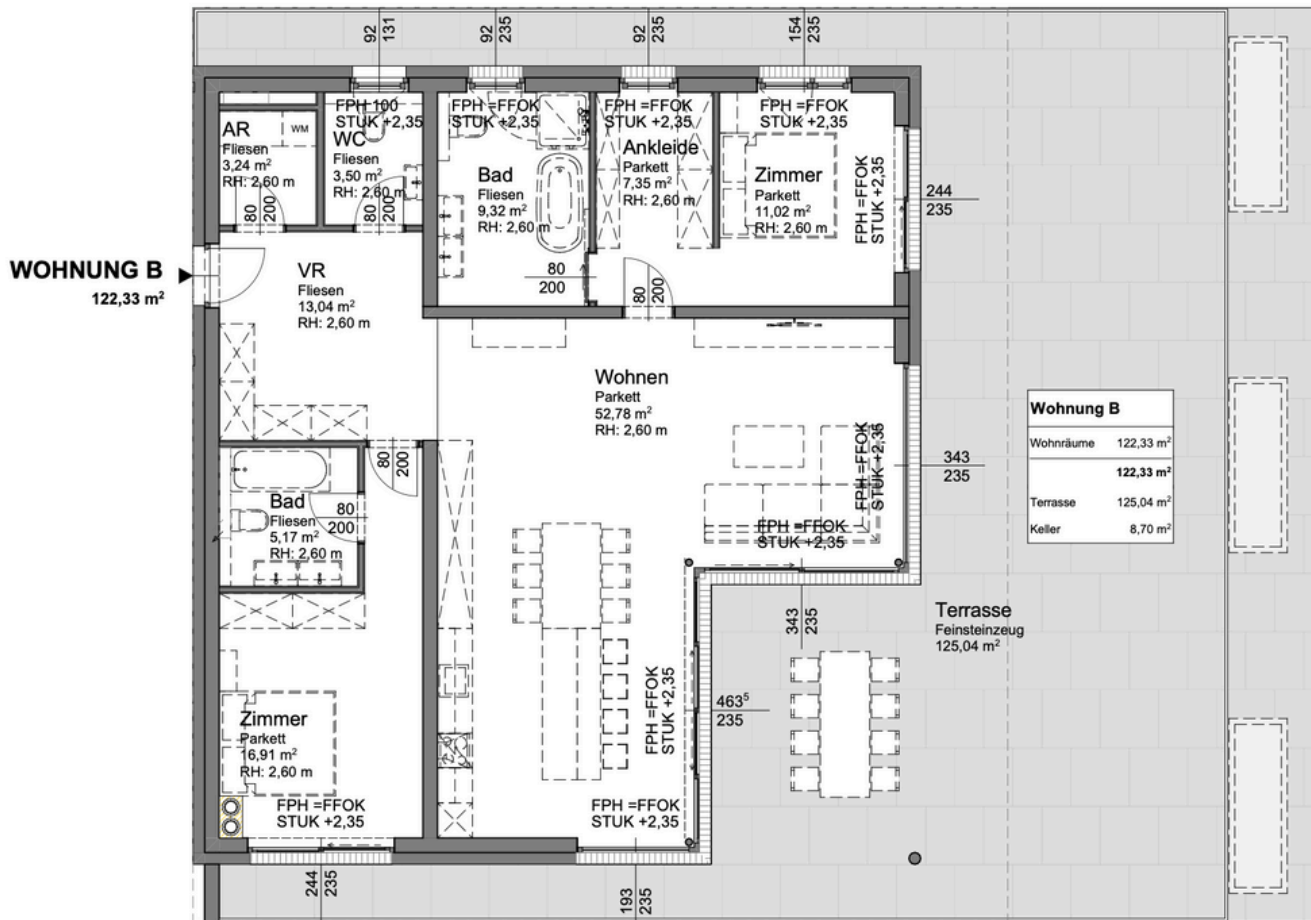 92
131
92
235
92
235
154
235
FPH 100
STUK +2,35
FPH =FFOK
STUK +2,35
FPH =FFOK
STUK +2,35
FPH =FFOK
STUK +2,35
AR
Fliesen
3,24 m²
RH: 2,60 m
WM
WC
Fliesen
3,50 m²
RH: 2,60 m
Bad
Fliesen
9,32 m²
RH: 2,60 m
Ankleide
Parkett
7,35 m²
RH: 2,60 m
Zimmer
Parkett
11,02 m²
RH: 2,60 m
FPH =FFOK
STUK +2,35
244
235
80
200
80
200
80
200
80
200
WOHNUNG B
122,33 m²
VR
Fliesen
13,04 m²
RH: 2,60 m
Wohnen
Parkett
52,78 m²
RH: 2,60 m
Wohnung B
Wohnräume 122,33 m²
122,33 m²
Terrasse 125,04 m²
Keller 8,70 m²
FPH =FFOK
STUK +2,35
343
235
80
200
Bad
Fliesen
5,17 m²
RH: 2,60 m
80
200
FPH =FFOK
STUK +2,35
343
235
Terrasse
Feinsteinzeug
125,04 m²
FPH =FFOK
STUK +2,35
463⁵
235
Zimmer
Parkett
16,91 m²
RH: 2,60 m
FPH =FFOK
STUK +2,35
FPH =FFOK
STUK +2,35
244
235
193
235